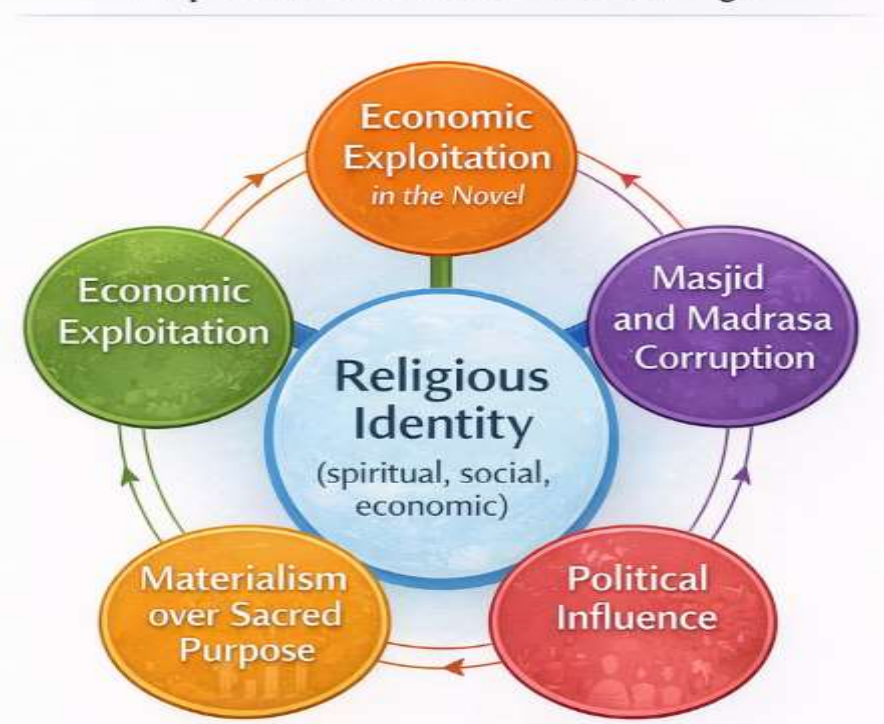 Economic
Exploitation
in the Novel
Economic
Exploitation
Masjid
and Madrasa
Corruption
Religious
Identity
(spiritual, social,
economic)
Materialism
over Sacred
Purpose
Political
Influence